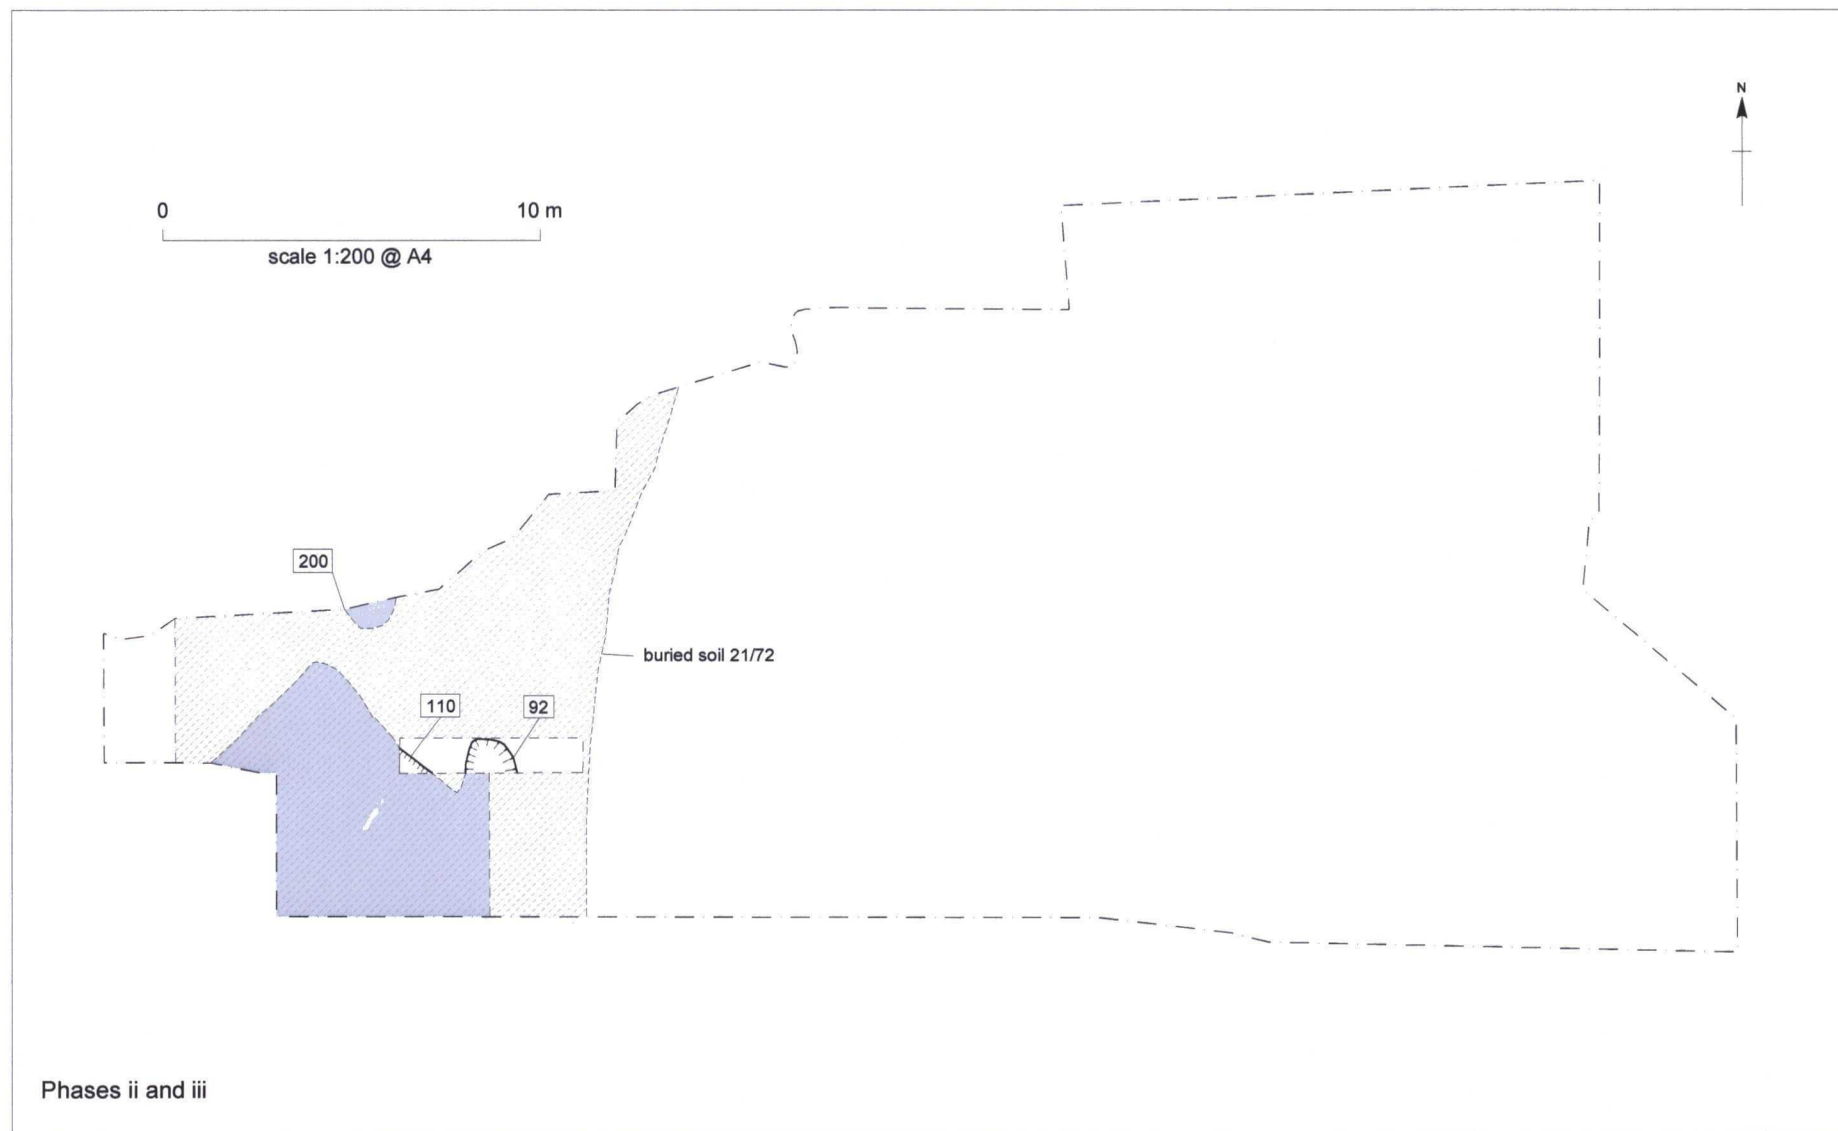 N
0 10 m
scale 1:200 @ A4
200
buried soil 21/72
110 92
Phases ii and iii